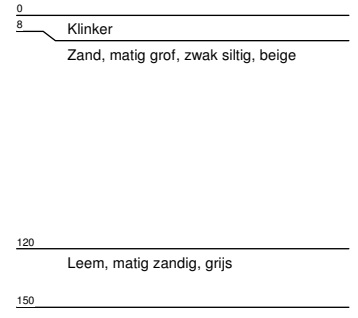 0
8
Klinker
Zand, matig grof, zwak siltig, beige
120
Leem, matig zandig, grijs
150